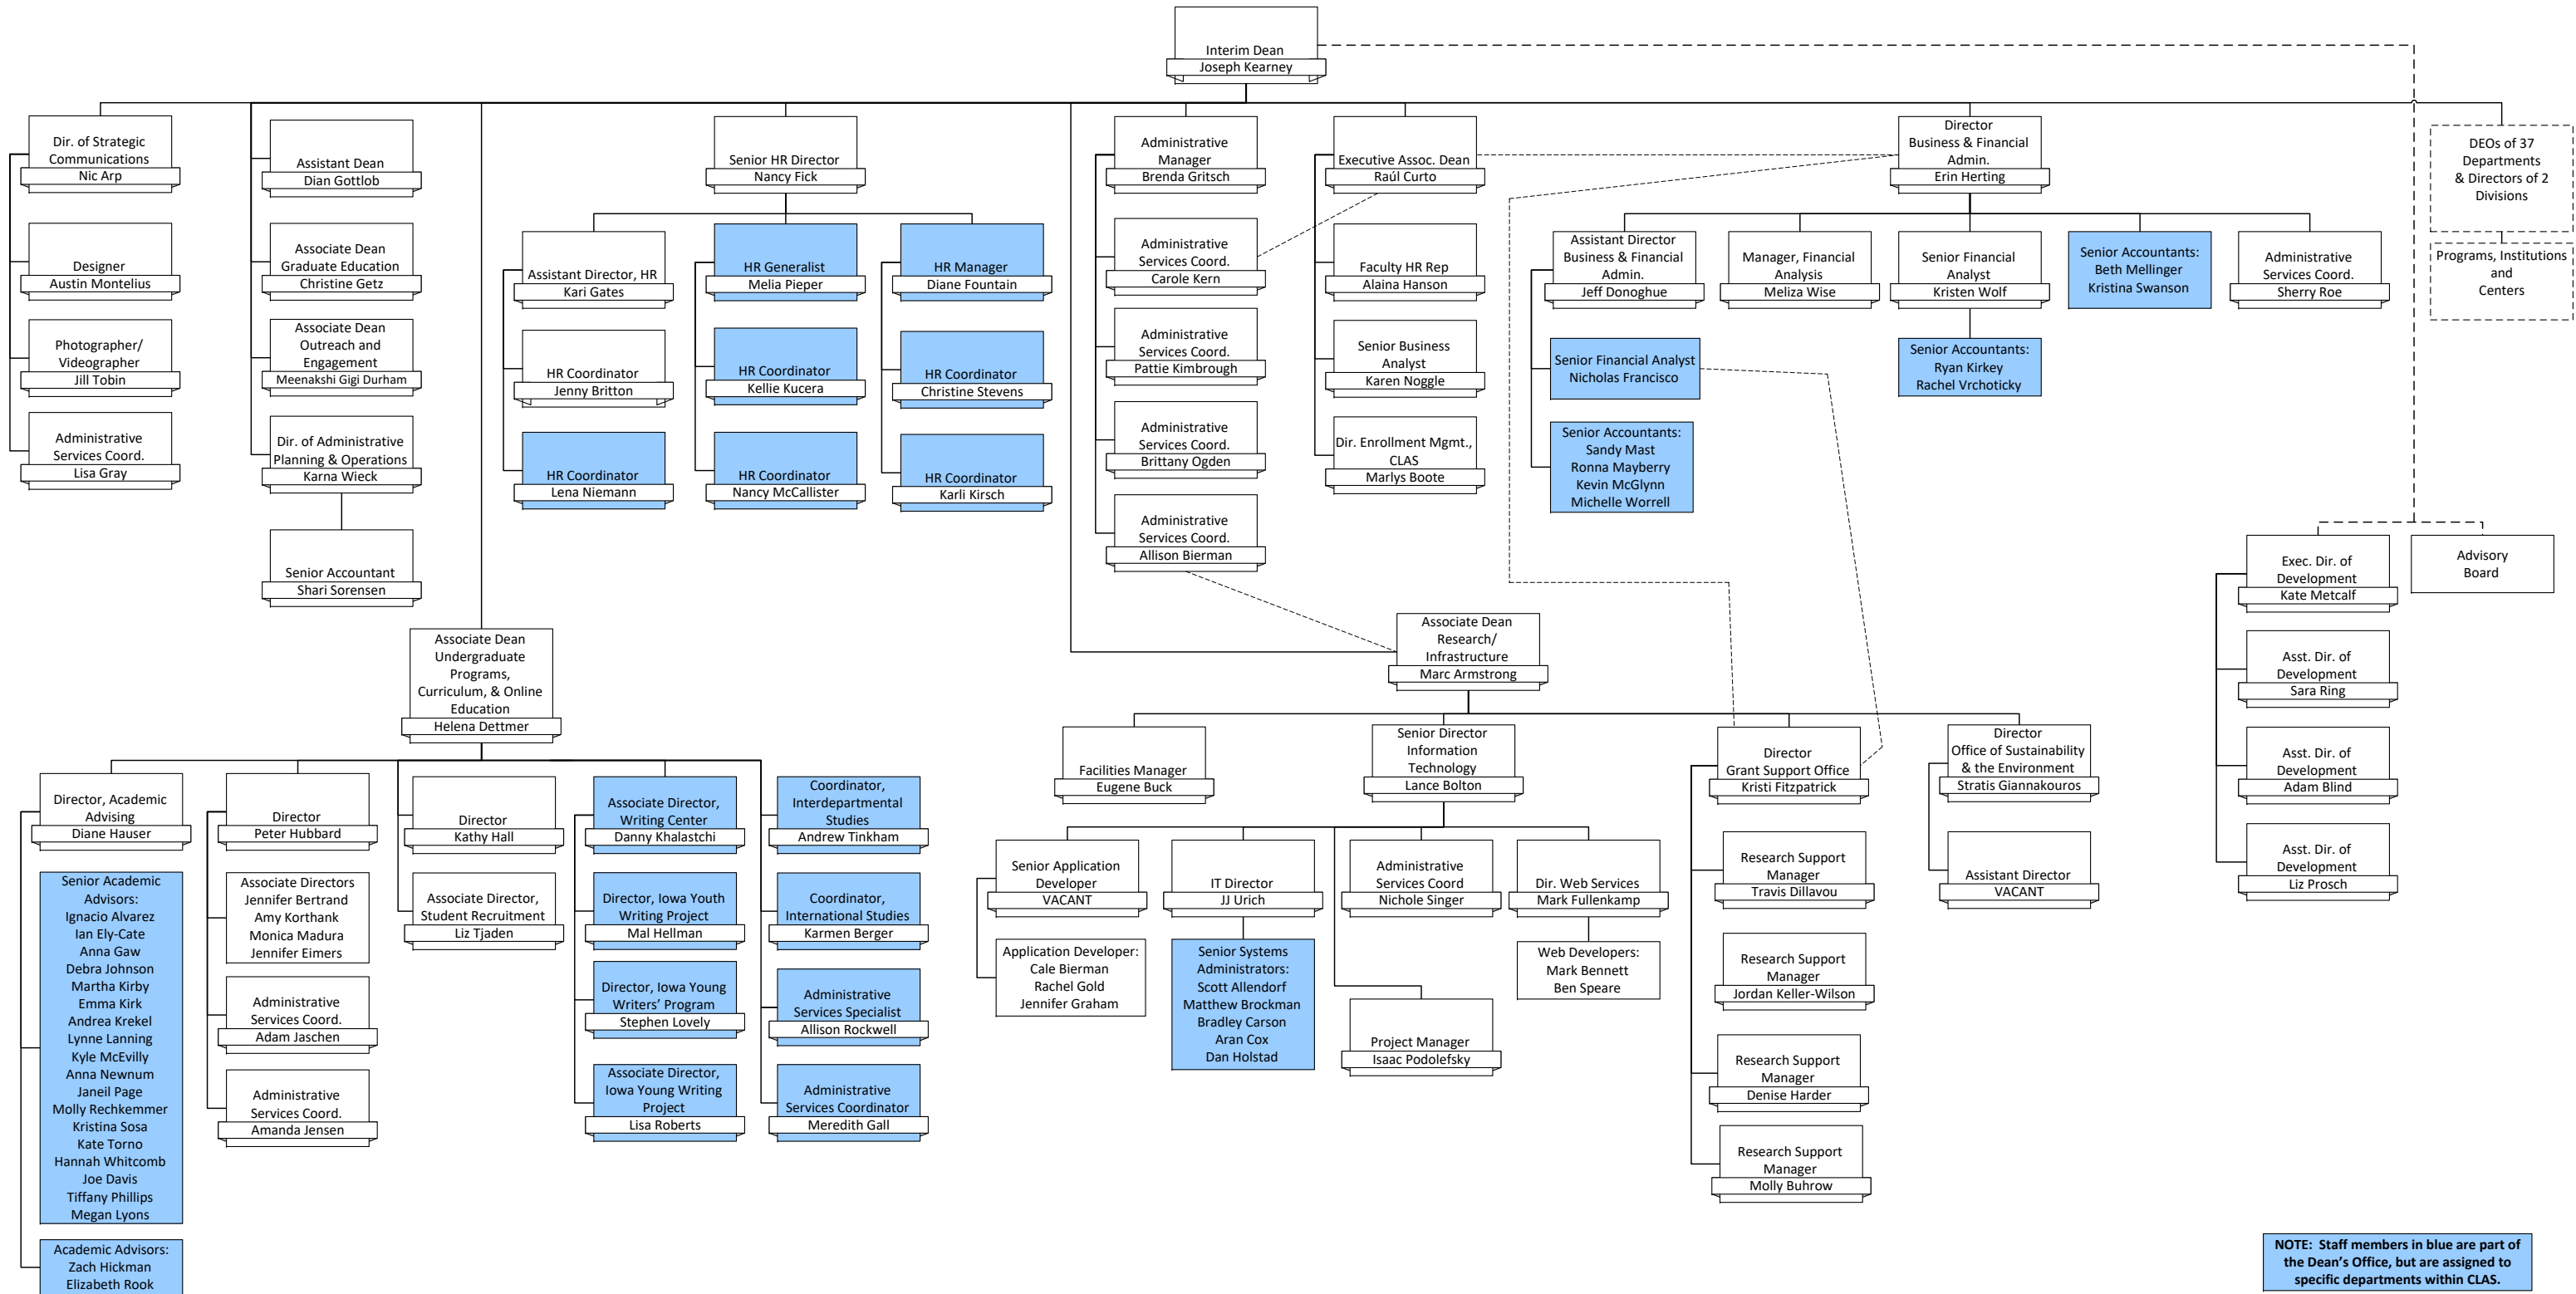 Interim Dean
Joseph Kearney
Dir. of Strategic
Communications
Nic Arp
Designer
Austin Montelius
Photographer/
Videographer
Jill Tobin
Administrative
Services Coord.
Lisa Gray
Assistant Dean
Dian Gottlob
Associate Dean
Graduate Education
Christine Getz
Associate Dean
Outreach and
Engagement
Meenakshi Gigi Durham
Dir. of Administrative
Planning & Operations
Karna Wieck
Senior Accountant
Shari Sorensen
Senior HR Director
Nancy Fick
Assistant Director, HR
Kari Gates
HR Coordinator
Jenny Britton
HR Coordinator
Lena Niemann
HR Generalist
Melia Pieper
HR Coordinator
Kellie Kucera
HR Coordinator
Nancy McCallister
HR Manager
Diane Fountain
HR Coordinator
Christine Stevens
HR Coordinator
Karli Kirsch
Administrative
Manager
Brenda Gritsch
Administrative
Services Coord.
Carole Kern
Administrative
Services Coord.
Pattie Kimbrough
Administrative
Services Coord.
Brittany Ogden
Administrative
Services Coord.
Allison Bierman
Executive Assoc. Dean
Raúl Curto
Faculty HR Rep
Alaina Hanson
Senior Business
Analyst
Karen Noggle
Dir. Enrollment Mgmt.,
CLAS
Marlys Boote
Director
Business & Financial
Admin.
Erin Herting
Assistant Director
Business & Financial
Admin.
Jeff Donoghue
Senior Financial Analyst
Nicholas Francisco
Senior Accountants:
Sandy Mast
Ronna Mayberry
Kevin McGlynn
Michelle Worrell
Manager, Financial
Analysis
Meliza Wise
Senior Financial
Analyst
Kristen Wolf
Senior Accountants:
Ryan Kirkey
Rachel Vrchoticky
Senior Accountants:
Beth Mellinger
Kristina Swanson
Administrative
Services Coord.
Sherry Roe
DEOs of 37
Departments
& Directors of 2
Divisions
Programs, Institutions
and
Centers
Exec. Dir. of
Development
Kate Metcalf
Asst. Dir. of
Development
Sara Ring
Asst. Dir. of
Development
Adam Blind
Asst. Dir. of
Development
Liz Prosch
Advisory
Board
Associate Dean
Undergraduate
Programs,
Curriculum, & Online
Education
Helena Dettmer
Director, Academic
Advising
Diane Hauser
Senior Academic
Advisors:
Ignacio Alvarez
Ian Ely-Cate
Anna Gaw
Debra Johnson
Martha Kirby
Emma Kirk
Andrea Krekel
Lynne Lanning
Kyle McEvilly
Anna Newnum
Janeil Page
Molly Rechkemmer
Kristina Sosa
Kate Torno
Hannah Whitcomb
Joe Davis
Tiffany Phillips
Megan Lyons
Academic Advisors:
Zach Hickman
Elizabeth Rook
Director
Peter Hubbard
Associate Directors
Jennifer Bertrand
Amy Korthank
Monica Madura
Jennifer Eimers
Administrative
Services Coord.
Adam Jaschen
Administrative
Services Coord.
Amanda Jensen
Director
Kathy Hall
Associate Director,
Student Recruitment
Liz Tjaden
Associate Director,
Writing Center
Danny Khalastchi
Director, Iowa Youth
Writing Project
Mal Hellman
Director, Iowa Young
Writers’ Program
Stephen Lovely
Associate Director,
Iowa Young Writing
Project
Lisa Roberts
Coordinator,
Interdepartmental
Studies
Andrew Tinkham
Coordinator,
International Studies
Karmen Berger
Administrative
Services Specialist
Allison Rockwell
Administrative
Services Coordinator
Meredith Gall
Associate Dean
Research/
Infrastructure
Marc Armstrong
Facilities Manager
Eugene Buck
Senior Director
Information
Technology
Lance Bolton
Senior Application
Developer
VACANT
Application Developer:
Cale Bierman
Rachel Gold
Jennifer Graham
IT Director
JJ Urich
Senior Systems
Administrators:
Scott Allendorf
Matthew Brockman
Bradley Carson
Aran Cox
Dan Holstad
Administrative
Services Coord
Nichole Singer
Project Manager
Isaac Podolefsky
Dir. Web Services
Mark Fullenkamp
Web Developers:
Mark Bennett
Ben Speare
Director
Grant Support Office
Kristi Fitzpatrick
Research Support
Manager
Travis Dillavou
Research Support
Manager
Jordan Keller-Wilson
Research Support
Manager
Denise Harder
Research Support
Manager
Molly Buhrow
Director
Office of Sustainability
& the Environment
Stratis Giannakouros
Assistant Director
VACANT
NOTE: Staff members in blue are part of
the Dean’s Office, but are assigned to
specific departments within CLAS.